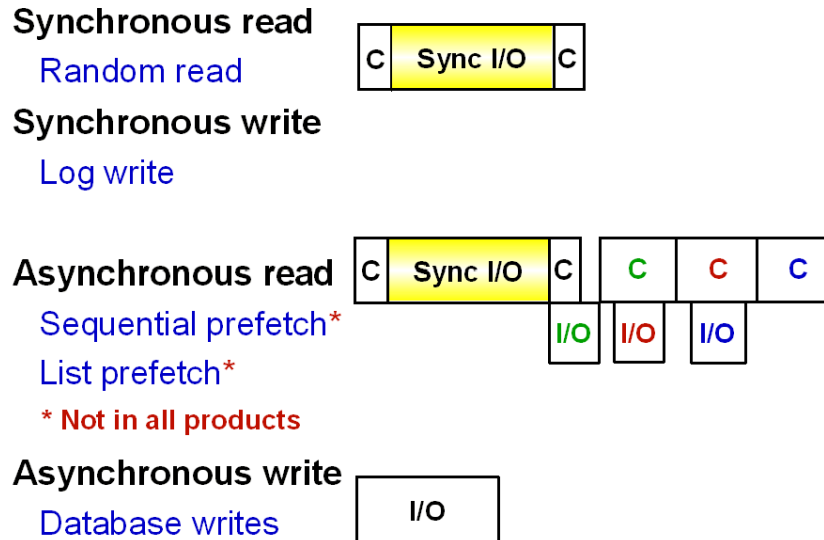 Synchronous read
C Sync I/O C
Random read
Synchronous write
Log write
Asynchronous read
C Sync I/O C C C C
Sequential prefetch*
I/O I/O I/O
List prefetch*
* Not in all products
Asynchronous write
I/O
Database writes